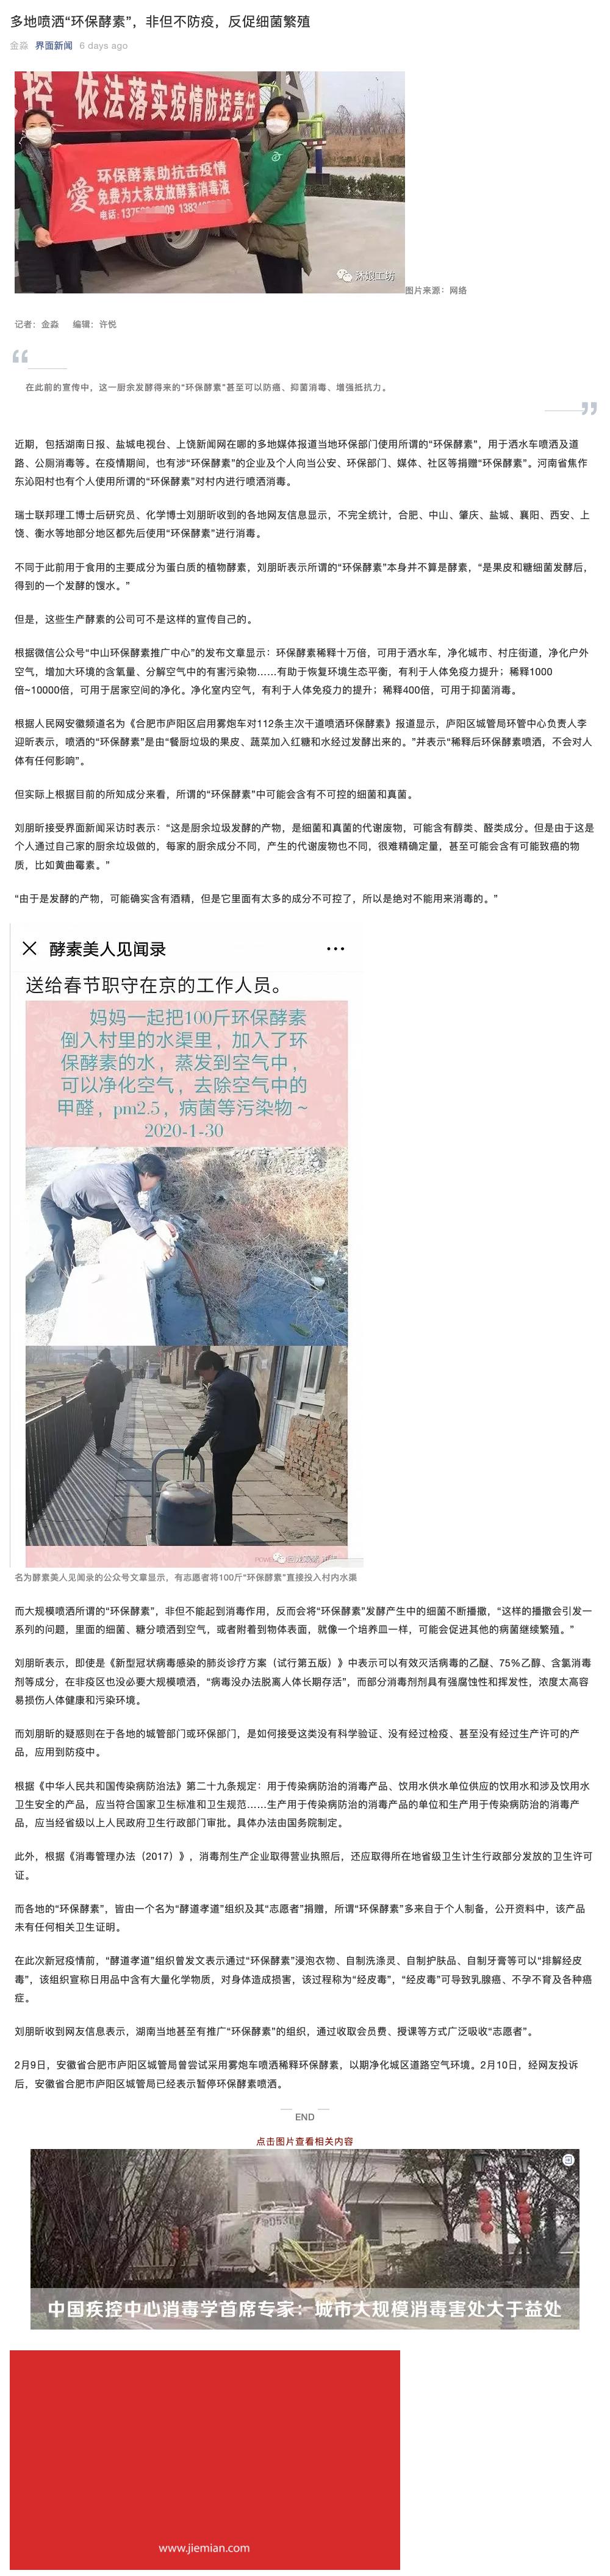 多地喷洒“环保酵素”，非但不防疫，反促细菌繁殖
金淼 界面新闻 6 days ago
控 依法落实疫情防控责任
环保酵素助抗击疫情
爱 免费为大家发放酵素消毒液
图片来源：网络
记者：金淼 编辑：许悦
“
在此前的宣传中，这一厨余发酵得来的“环保酵素”甚至可以防癌、抑菌消毒、增强抵抗力。
”
近期，包括湖南日报、盐城电视台、上饶新闻网在哪的多地媒体报道当地环保部门使用所谓的“环保酵素”，用于洒水车喷洒及道
路、公厕消毒等。在疫情期间，也有涉“环保酵素”的企业及个人向当公安、环保部门、媒体、社区等捐赠“环保酵素”。河南省焦作
东沁阳村也有个人使用所谓的“环保酵素”对村内进行喷洒消毒。
瑞士联邦理工博士后研究员、化学博士刘朋昕收到的各地网友信息显示，不完全统计，合肥、中山、肇庆、盐城、襄阳、西安、上
饶、衡水等地部分地区都先后使用“环保酵素”进行消毒。
不同于此前用于食用的主要成分为蛋白质的植物酵素，刘朋昕表示所谓的“环保酵素”本身并不算是酵素，“是果皮和糖细菌发酵后，
得到的一个发酵的馊水。”
但是，这些生产酵素的公司可不是这样的宣传自己的。
根据微信公众号“中山环保酵素推广中心”的发布文章显示：环保酵素稀释十万倍，可用于洒水车，净化城市、村庄街道，净化户外
空气，增加大环境的含氧量、分解空气中的有害污染物……有助于恢复环境生态平衡，有利于人体免疫力提升；稀释1000
倍~10000倍，可用于居家空间的净化。净化室内空气，有利于人体免疫力的提升；稀释400倍，可用于抑菌消毒。
根据人民网安徽频道名为《合肥市庐阳区启用雾炮车对112条主次干道喷洒环保酵素》报道显示，庐阳区城管局环管中心负责人李
迎昕表示，喷洒的“环保酵素”是由“餐厨垃圾的果皮、蔬菜加入红糖和水经过发酵出来的。”并表示“稀释后环保酵素喷洒，不会对人
体有任何影响”。
但实际上根据目前的所知成分来看，所谓的“环保酵素”中可能会含有不可控的细菌和真菌。
刘朋昕接受界面新闻采访时表示：“这是厨余垃圾发酵的产物，是细菌和真菌的代谢废物，可能含有醇类、醛类成分。但是由于这是
个人通过自己家的厨余垃圾做的，每家的厨余成分不同，产生的代谢废物也不同，很难精确定量，甚至可能会含有可能致癌的物
质，比如黄曲霉素。”
“由于是发酵的产物，可能确实含有酒精，但是它里面有太多的成分不可控了，所以是绝对不能用来消毒的。”
酵素美人见闻录 ···
送给春节职守在京的工作人员。
妈妈一起把100斤环保酵素
倒入村里的水渠里，加入了环
保酵素的水，蒸发到空气中，
可以净化空气，去除空气中的
甲醛，pm2.5，病菌等污染物~
2020-1-30
名为酵素美人见闻录的公众号文章显示，有志愿者将100斤“环保酵素”直接投入村内水渠
而大规模喷洒所谓的“环保酵素”，非但不能起到消毒作用，反而会将“环保酵素”发酵产生中的细菌不断播撒，“这样的播撒会引发一
系列的问题，里面的细菌、糖分喷洒到空气，或者附着到物体表面，就像一个培养皿一样，可能会促进其他的病菌继续繁殖。”
刘朋昕表示，即使是《新型冠状病毒感染的肺炎诊疗方案（试行第五版）》中表示可以有效灭活病毒的乙醚、75%乙醇、含氯消毒
剂等成分，在非疫区也没必要大规模喷洒，“病毒没办法脱离人体长期存活”，而部分消毒剂剂具有强腐蚀性和挥发性，浓度太高容
易损伤人体健康和污染环境。
而刘朋昕的疑惑则在于各地的城管部门或环保部门，是如何接受这类没有科学验证、没有经过检疫、甚至没有经过生产许可的产
品，应用到防疫中。
根据《中华人民共和国传染病防治法》第二十九条规定：用于传染病防治的消毒产品、饮用水供水单位供应的饮用水和涉及饮用水
卫生安全的产品，应当符合国家卫生标准和卫生规范……生产用于传染病防治的消毒产品的单位和生产用于传染病防治的消毒产
品，应当经省级以上人民政府卫生行政部门审批。具体办法由国务院制定。
此外，根据《消毒管理办法（2017）》，消毒剂生产企业取得营业执照后，还应取得所在地省级卫生计生行政部分发放的卫生许可
证。
而各地的“环保酵素”，皆由一个名为“酵道孝道”组织及其“志愿者”捐赠，所谓“环保酵素”多来自于个人制备，公开资料中，该产品
未有任何相关卫生证明。
在此次新冠疫情前，“酵道孝道”组织曾发文表示通过“环保酵素”浸泡衣物、自制洗涤灵、自制护肤品、自制牙膏等可以“排解经皮
毒”，该组织宣称日用品中含有大量化学物质，对身体造成损害，该过程称为“经皮毒”，“经皮毒”可导致乳腺癌、不孕不育及各种癌
症。
刘朋昕收到网友信息表示，湖南当地甚至有推广“环保酵素”的组织，通过收取会员费、授课等方式广泛吸收“志愿者”。
2月9日，安徽省合肥市庐阳区城管局曾尝试采用雾炮车喷洒稀释环保酵素，以期净化城区道路空气环境。2月10日，经网友投诉
后，安徽省合肥市庐阳区城管局已经表示暂停环保酵素喷洒。
END
点击图片查看相关内容
中国疾控中心消毒学首席专家：城市大规模消毒害处大于益处
www.jiemian.com